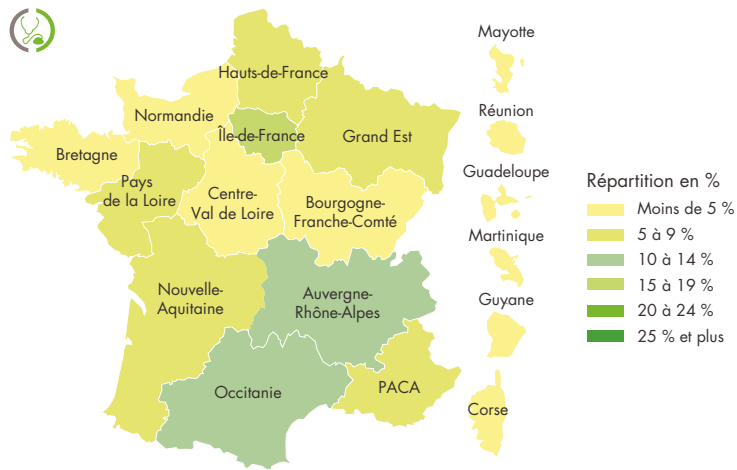 Mayotte
Hauts-de-France
Normandie
Réunion
Île-de-France
Grand Est
Bretagne
Guadeloupe
Pays
de la Loire
Centre-
Val de Loire
Bourgogne-
Franche-Comté
Répartition en %
Moins de 5 %
5 à 9 %
10 à 14 %
15 à 19 %
20 à 24 %
25 % et plus
Martinique
Nouvelle-
Aquitaine
Auvergne-
Rhône-Alpes
Guyane
Occitanie
PACA
Corse